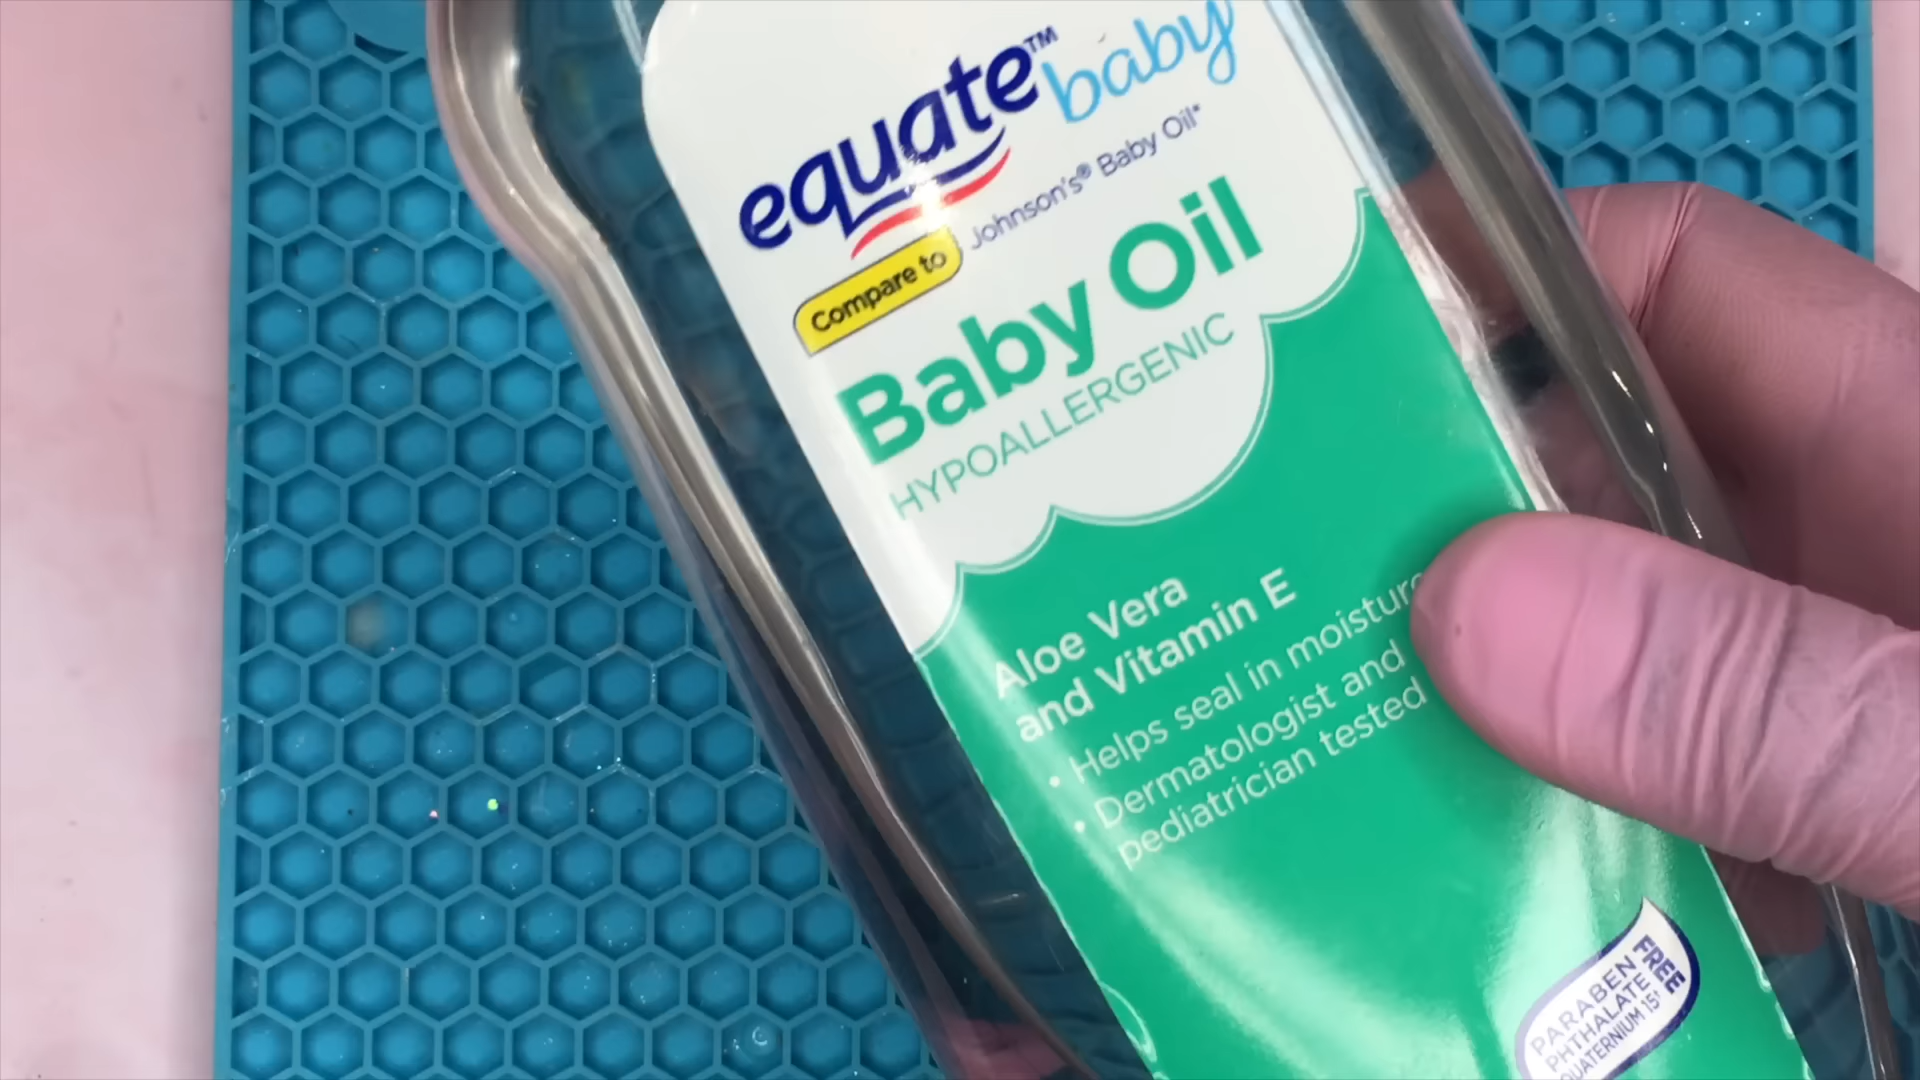 equate™ baby
Compare to Johnson's® Baby Oil*
Baby Oil
HYPOALLERGENIC
Aloe Vera
and Vitamin E
• Helps seal in moisture
• Dermatologist and
pediatrician tested
PARABEN
PHTHALATE
QUATERNIUM 15†
FREE